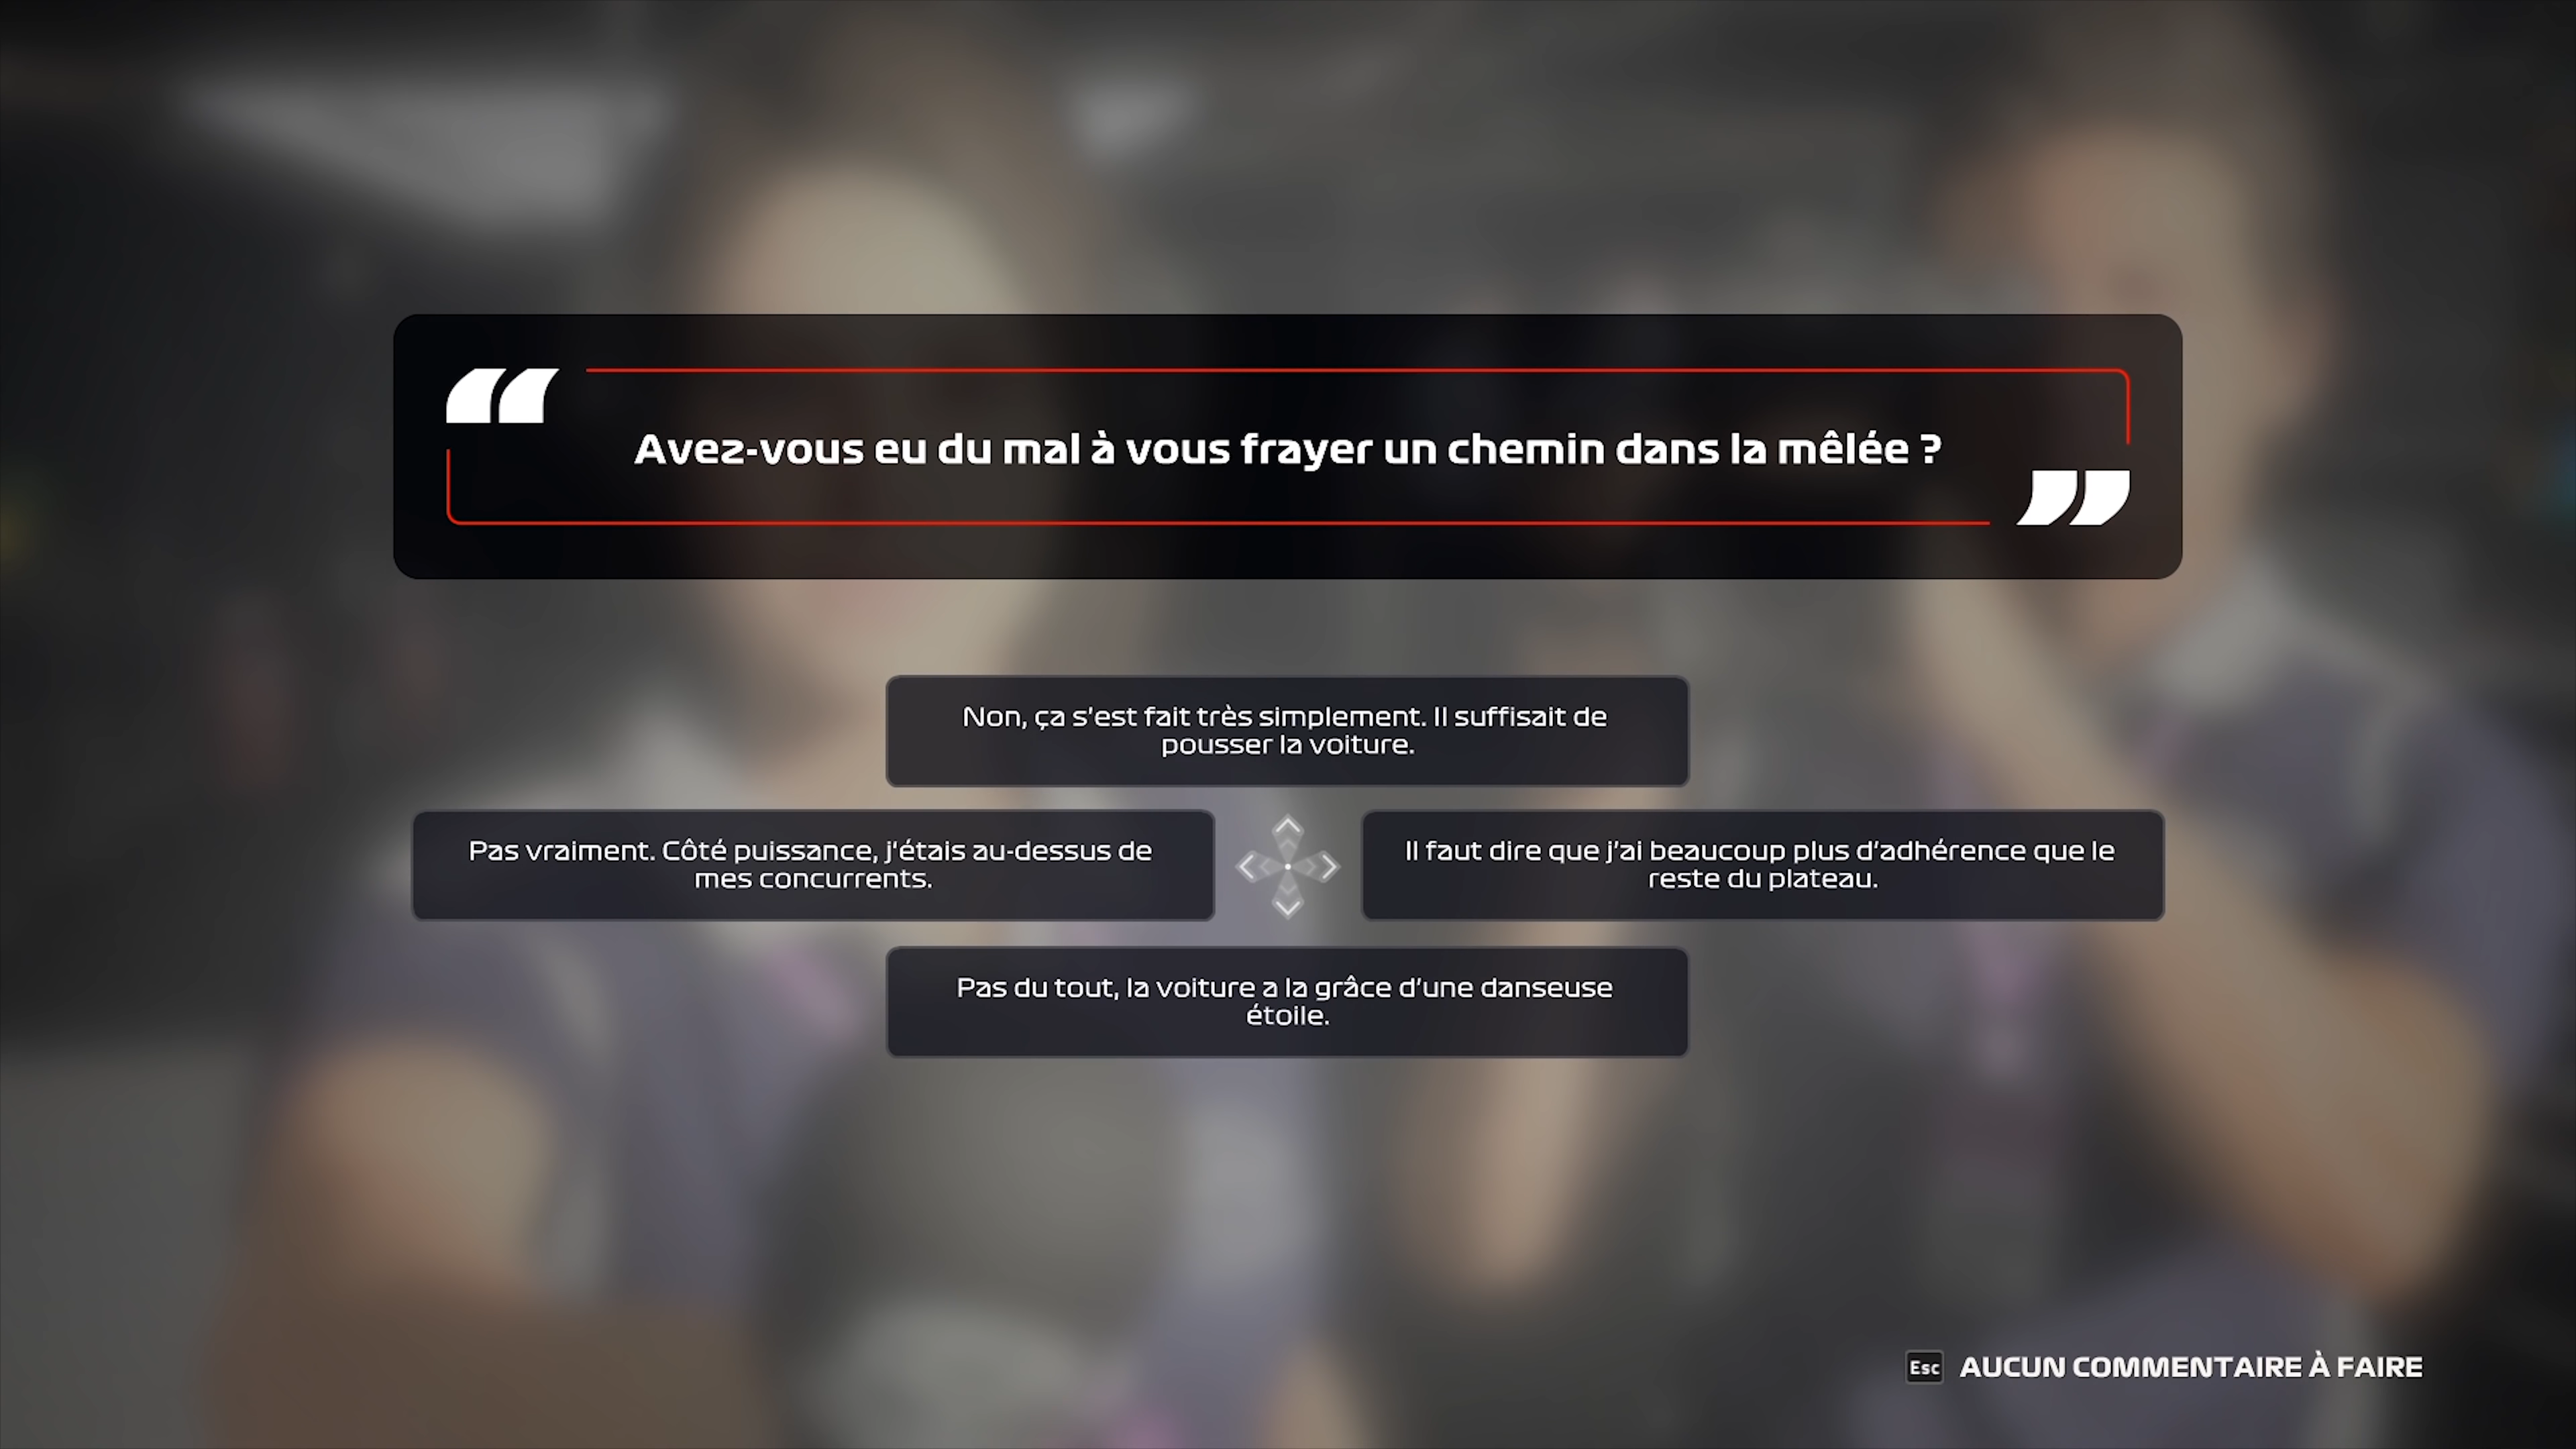 Avez-vous eu du mal à vous frayer un chemin dans la mêlée ?
Non, ça s'est fait très simplement. Il suffisait de
pousser la voiture.
Pas vraiment. Côté puissance, j'étais au-dessus de
mes concurrents.
Il faut dire que j'ai beaucoup plus d'adhérence que le
reste du plateau.
Pas du tout, la voiture a la grâce d'une danseuse
étoile.
Esc AUCUN COMMENTAIRE À FAIRE